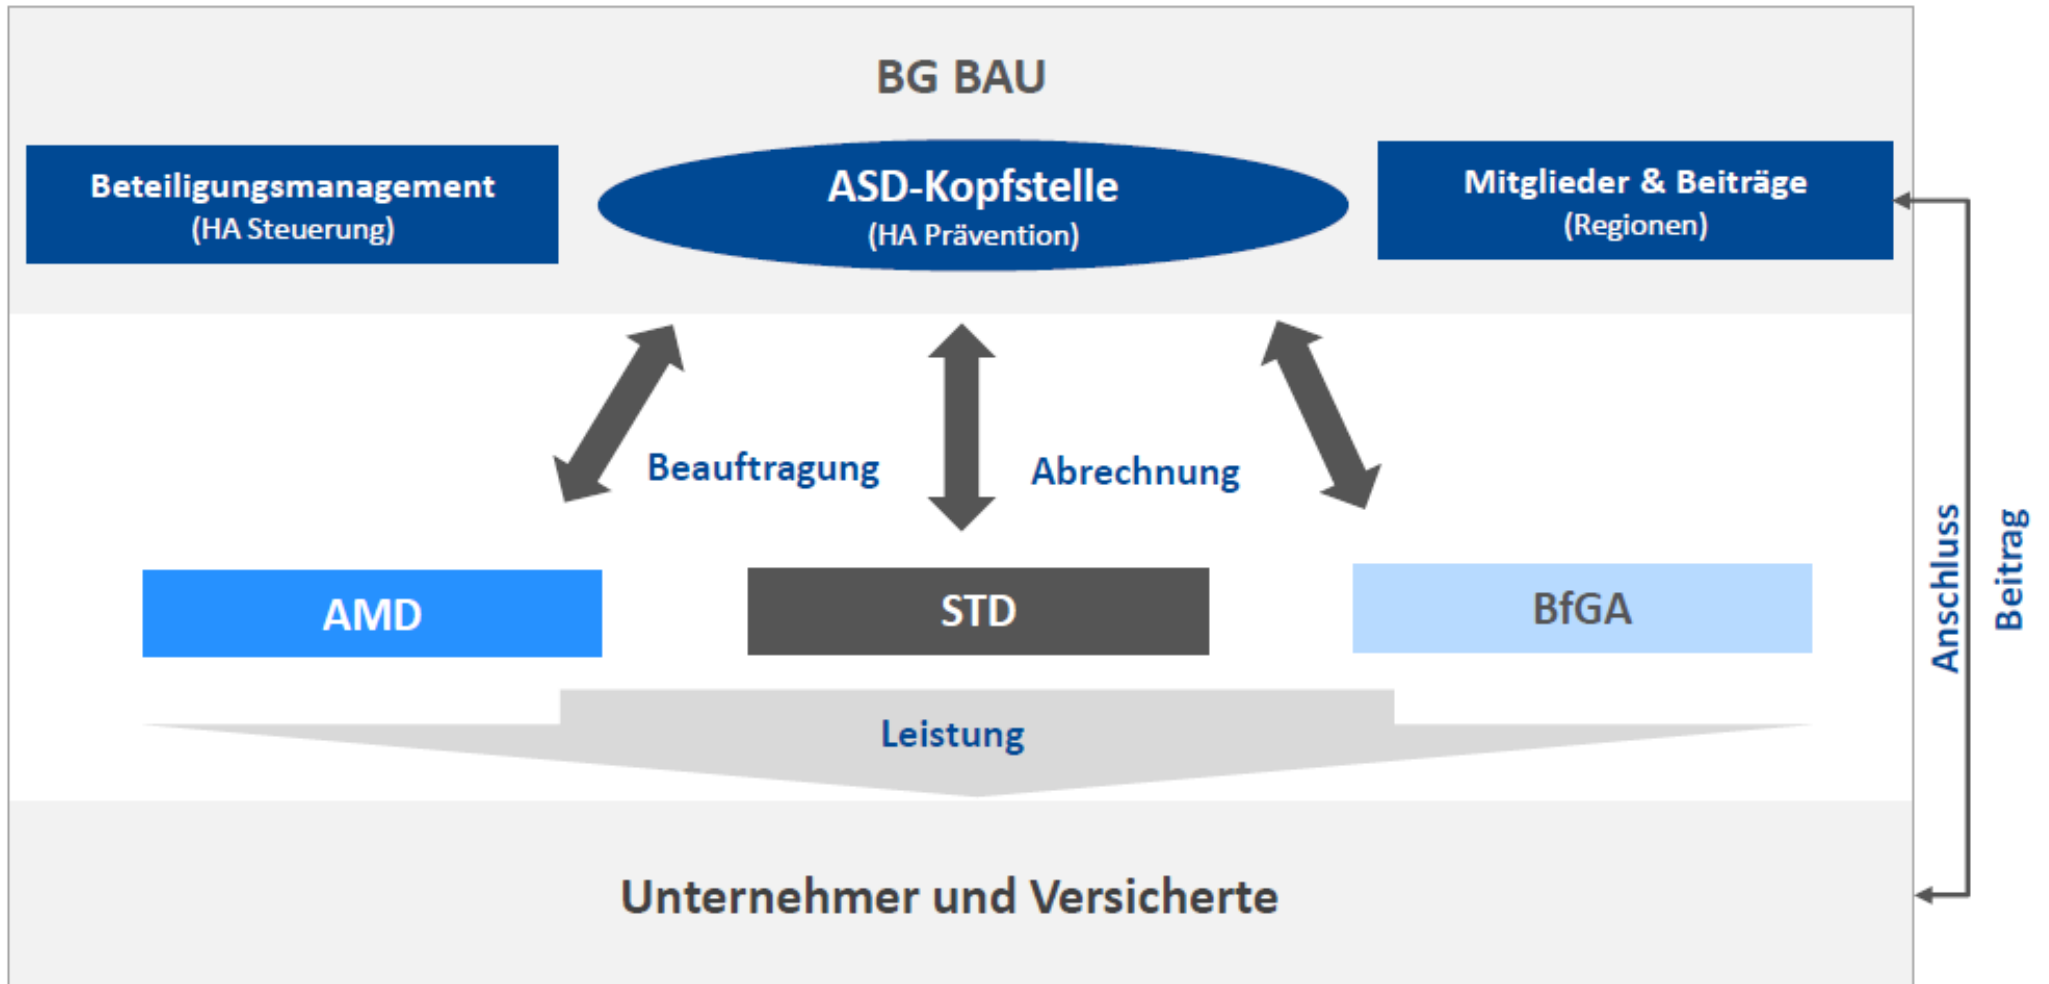 BG BAU
Beteiligungsmanagement
(HA Steuerung)
ASD-Kopfstelle
(HA Prävention)
Mitglieder & Beiträge
(Regionen)
Beauftragung
Abrechnung
AMD
STD
BfGA
Anschluss
Beitrag
Leistung
Unternehmer und Versicherte